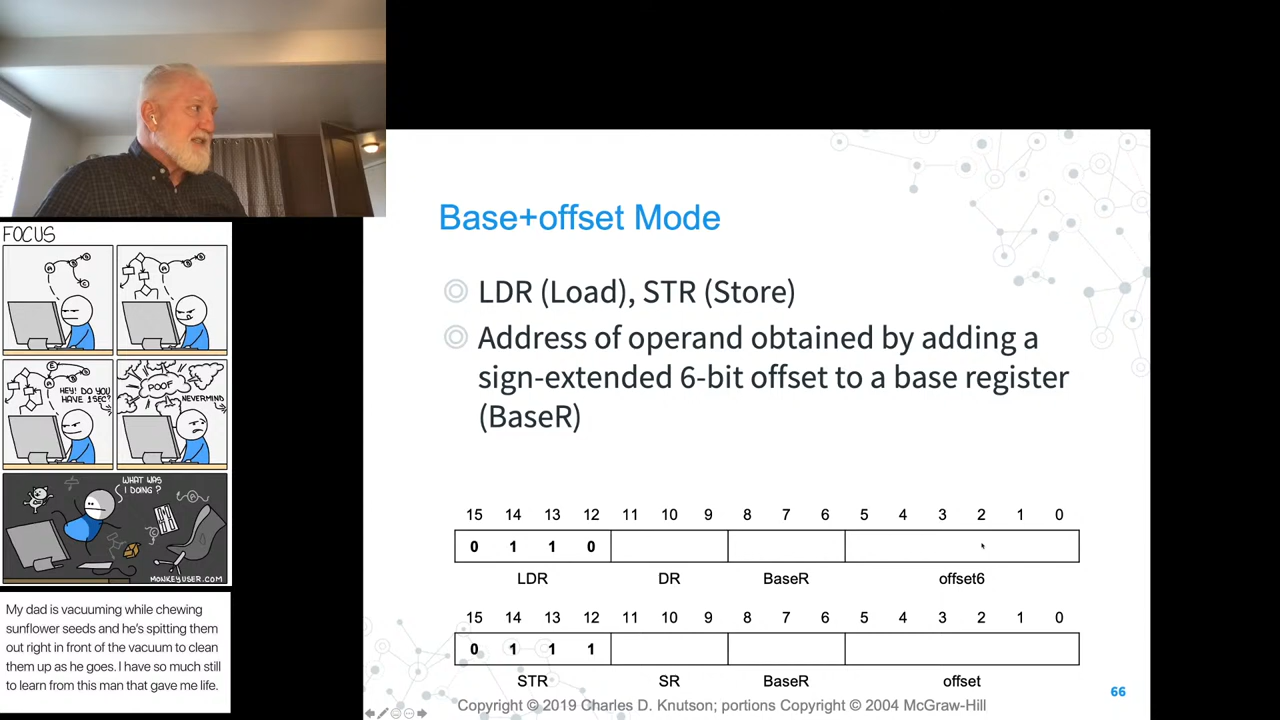 FOCUS
HEY! DO YOU
HAVE 1SEC?
POOF
NEVERMIND
WHAT WAS
I DOING?
MONKEYUSER.COM
My dad is vacuuming while chewing
sunflower seeds and he's spitting them
out right in front of the vacuum to clean
them up as he goes. I have so much still
to learn from this man that gave me life.
Base+offset Mode
LDR (Load), STR (Store)
Address of operand obtained by adding a
sign-extended 6-bit offset to a base register
(BaseR)
15 14 13 12 11 10 9 8 7 6 5 4 3 2 1 0
0 1 1 0
LDR DR BaseR offset6
15 14 13 12 11 10 9 8 7 6 5 4 3 2 1 0
0 1 1 1
STR SR BaseR offset
Copyright © 2019 Charles D. Knutson; portions Copyright © 2004 McGraw-Hill
66